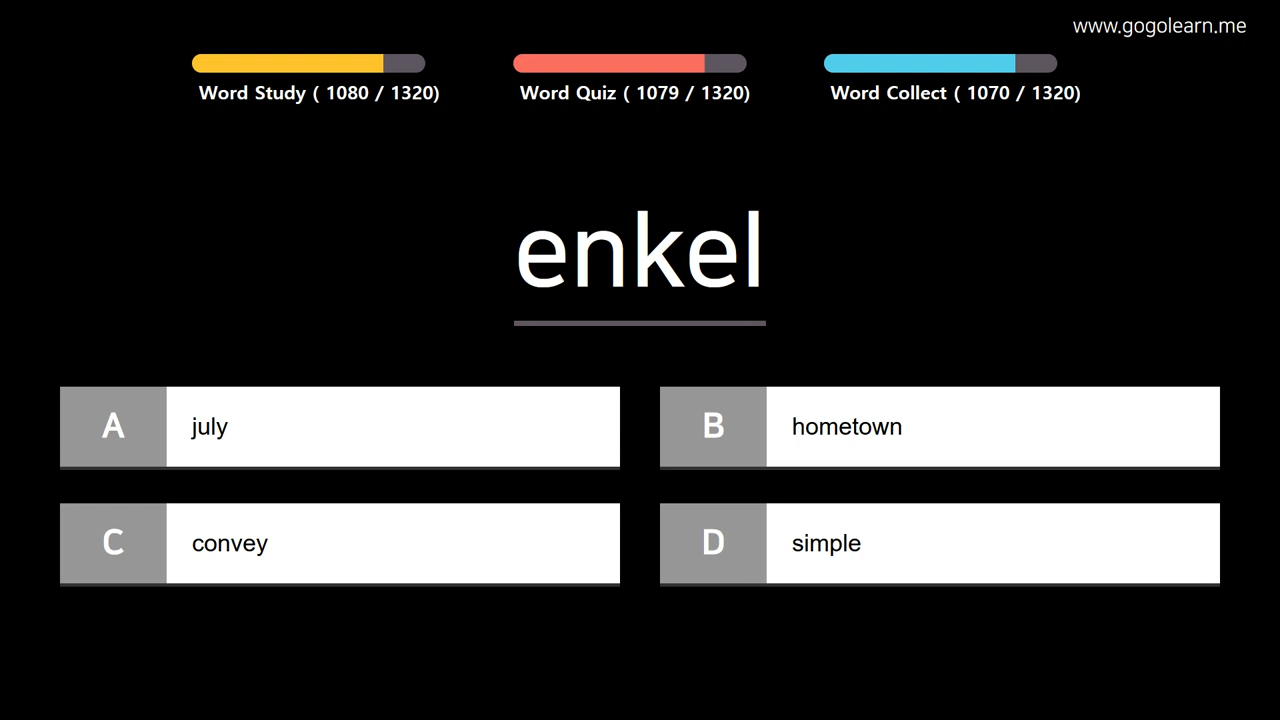 www.gogolearn.me
Word Study ( 1080 / 1320)
Word Quiz ( 1079 / 1320)
Word Collect ( 1070 / 1320)
enkel
A july
B hometown
C convey
D simple